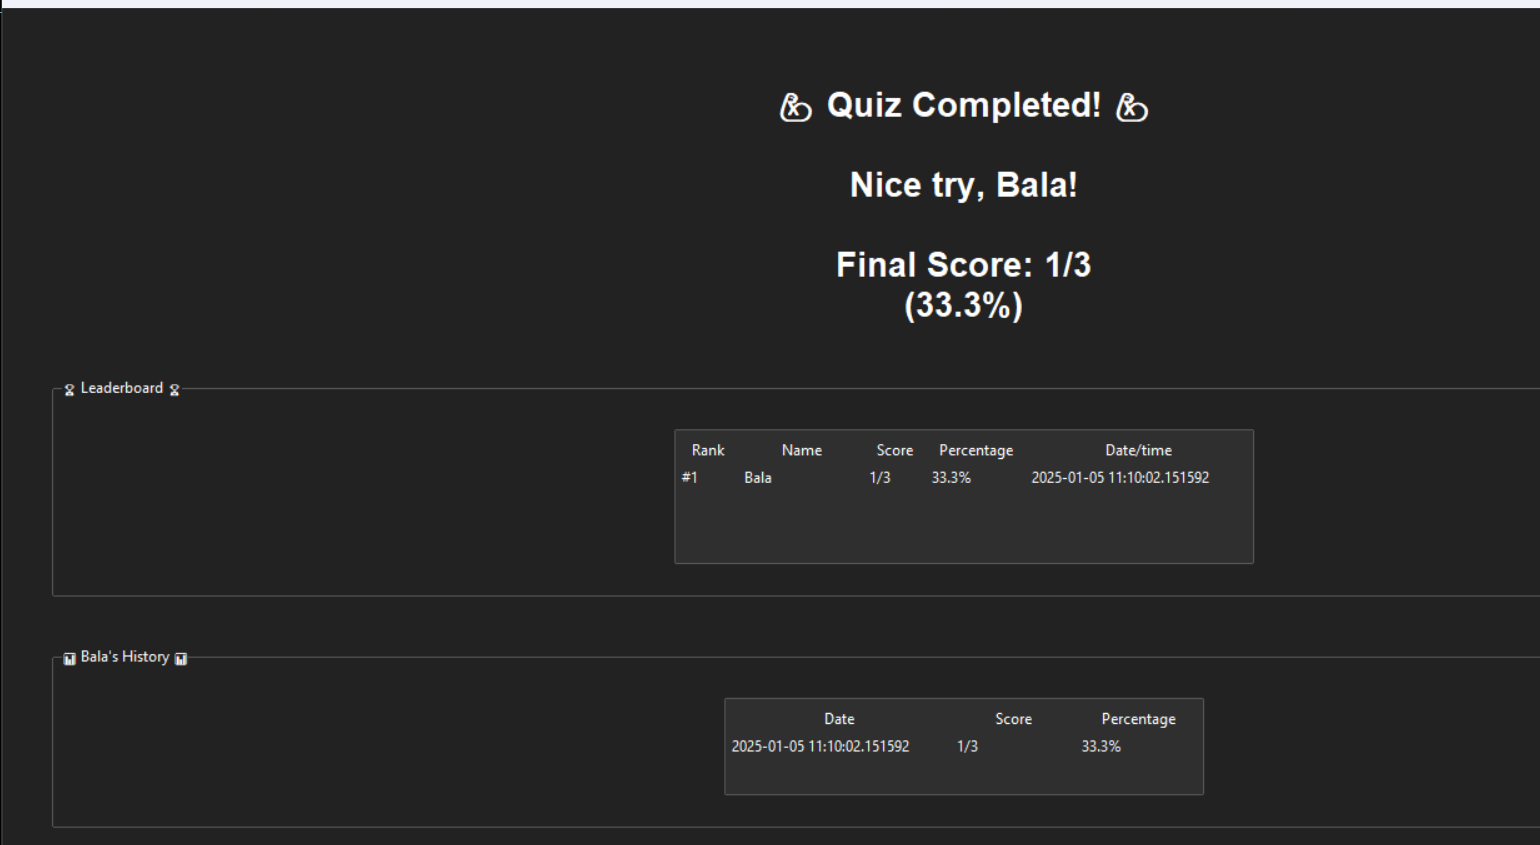 💪 Quiz Completed! 💪
Nice try, Bala!
Final Score: 1/3
(33.3%)
🏆 Leaderboard 🏆
Rank Name Score Percentage Date/time
#1 Bala 1/3 33.3% 2025-01-05 11:10:02.151592
📊 Bala's History 📊
Date Score Percentage
2025-01-05 11:10:02.151592 1/3 33.3%